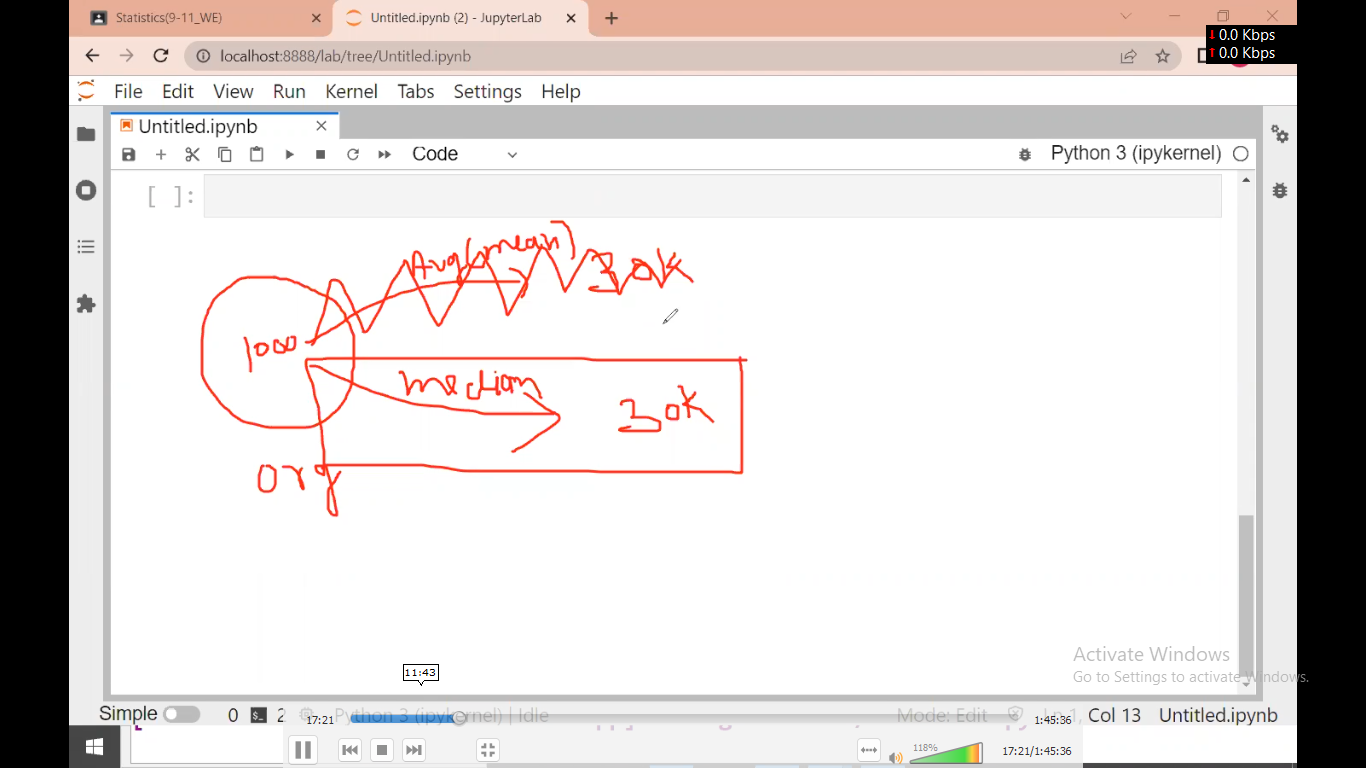 Statistics(9-11_WE)
Untitled.ipynb (2) - JupyterLab
0.0 Kbps
0.0 Kbps
localhost:8888/lab/tree/Untitled.ipynb
File Edit View Run Kernel Tabs Settings Help
Untitled.ipynb
Code
Python 3 (ipykernel)
[ ]:
Avg(mean) 30K
1000
median
30K
org
Activate Windows
Go to Settings to activate Windows.
11:43
Simple 0 2 Python 3 (ipykernel) | Idle Mode: Edit Ln 1, Col 13 Untitled.ipynb
17:21 1:45:36
118% 17:21/1:45:36